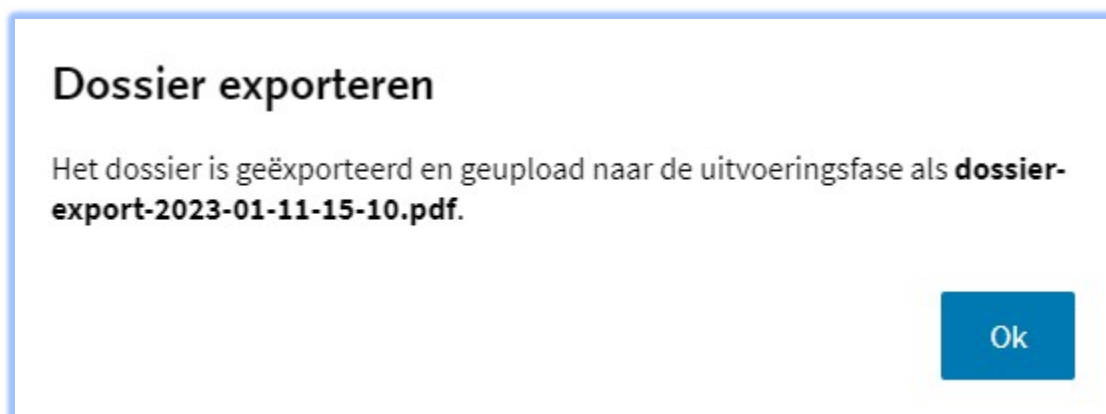 Dossier exporteren
Het dossier is geëxporteerd en geupload naar de uitvoeringsfase als dossier-
export-2023-01-11-15-10.pdf.
Ok